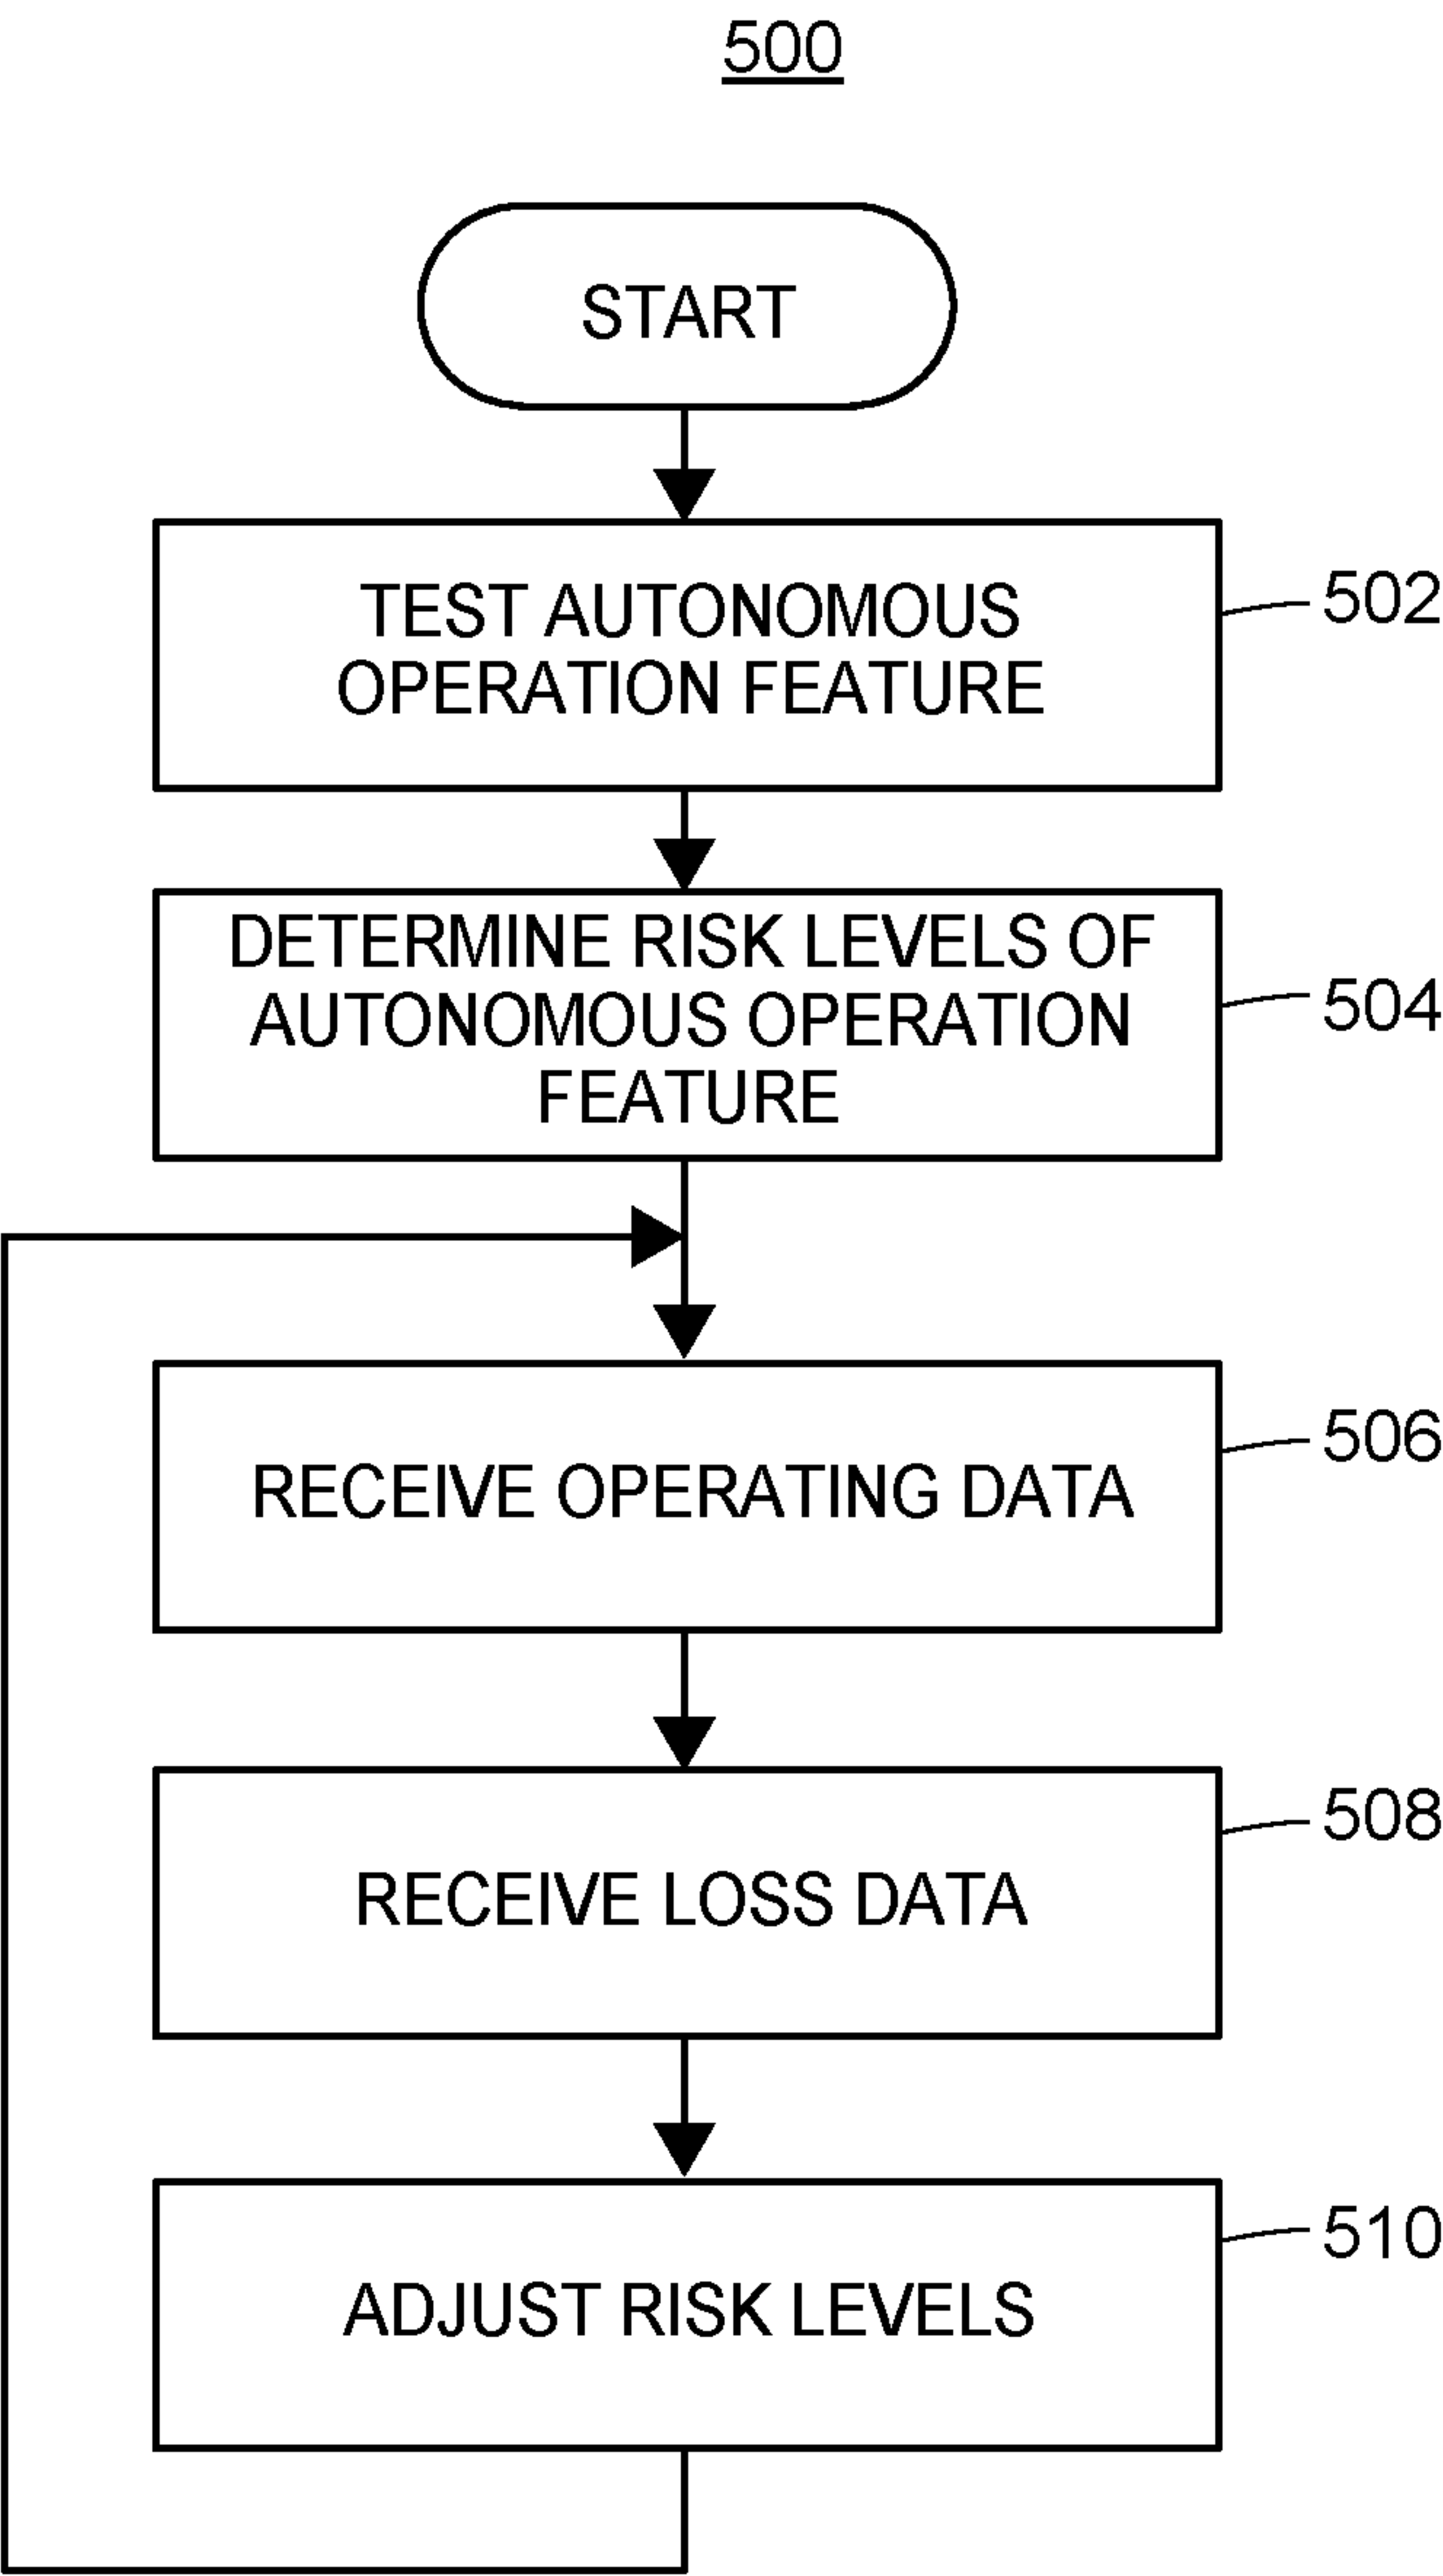 500
START
TEST AUTONOMOUS
OPERATION FEATURE
502
DETERMINE RISK LEVELS OF
AUTONOMOUS OPERATION
FEATURE
504
RECEIVE OPERATING DATA
506
RECEIVE LOSS DATA
508
ADJUST RISK LEVELS
510